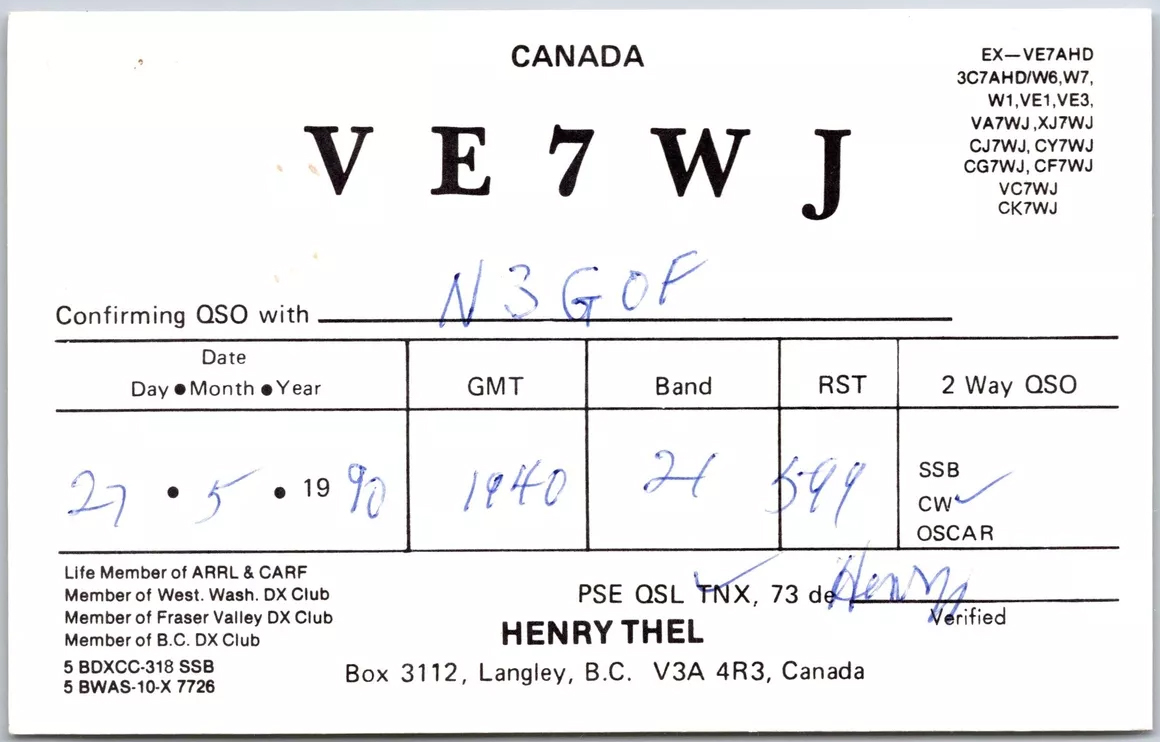 CANADA
EX—VE7AHD
3C7AHD/W6,W7,
W1,VE1,VE3,
VA7WJ,XJ7WJ
CJ7WJ, CY7WJ
CG7WJ, CF7WJ
VC7WJ
CK7WJ
VE7WJ
Confirming QSO with N3GOF
Date
Day • Month • Year GMT Band RST 2 Way QSO
27 • 5 • 1990 1940 21 599
SSB
CW ✓
OSCAR
Life Member of ARRL & CARF
Member of West. Wash. DX Club
Member of Fraser Valley DX Club
Member of B.C. DX Club
5 BDXCC-318 SSB
5 BWAS-10-X 7726
PSE QSL TNX, 73 de Henry
Verified
HENRY THEL
Box 3112, Langley, B.C. V3A 4R3, Canada